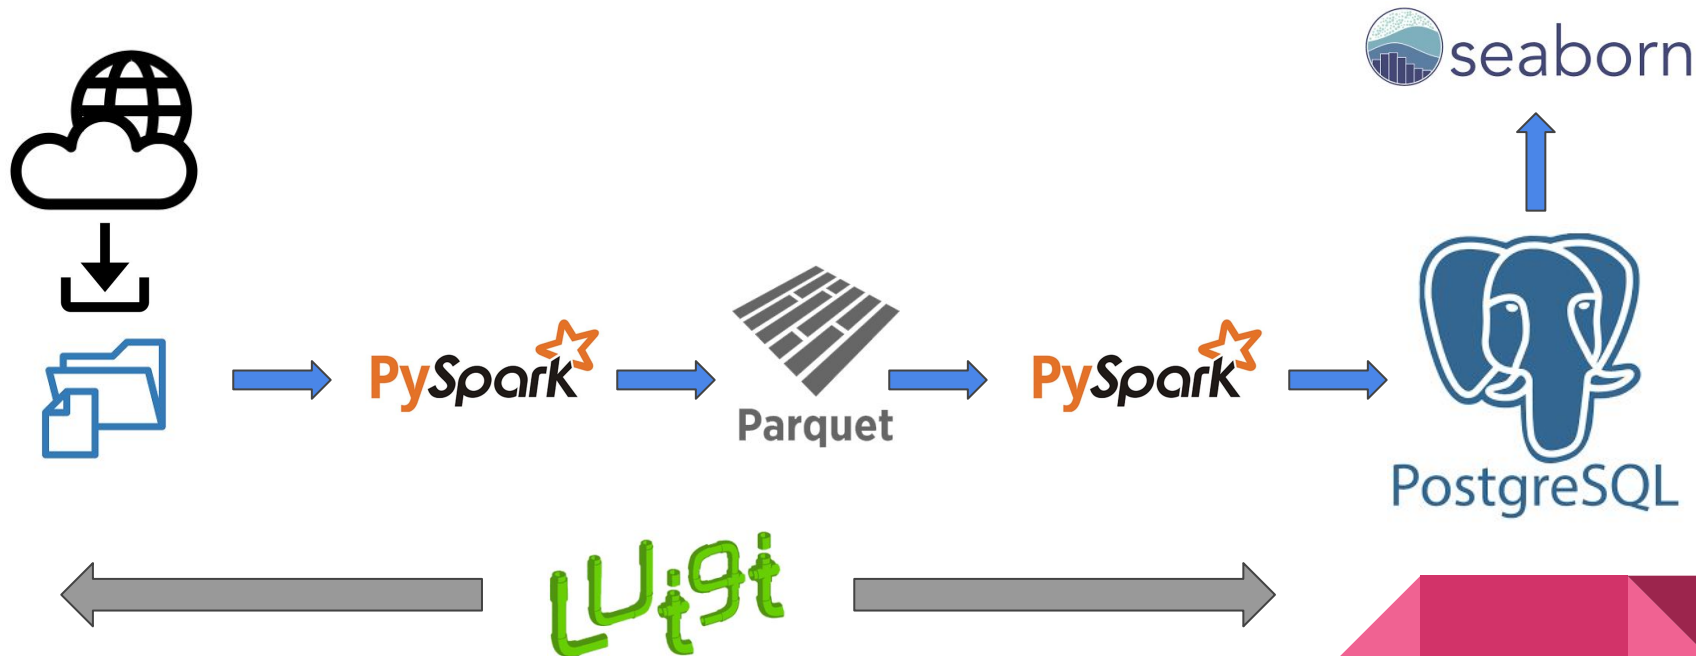 seaborn
PySpark
Parquet
PySpark
PostgreSQL
Luigi